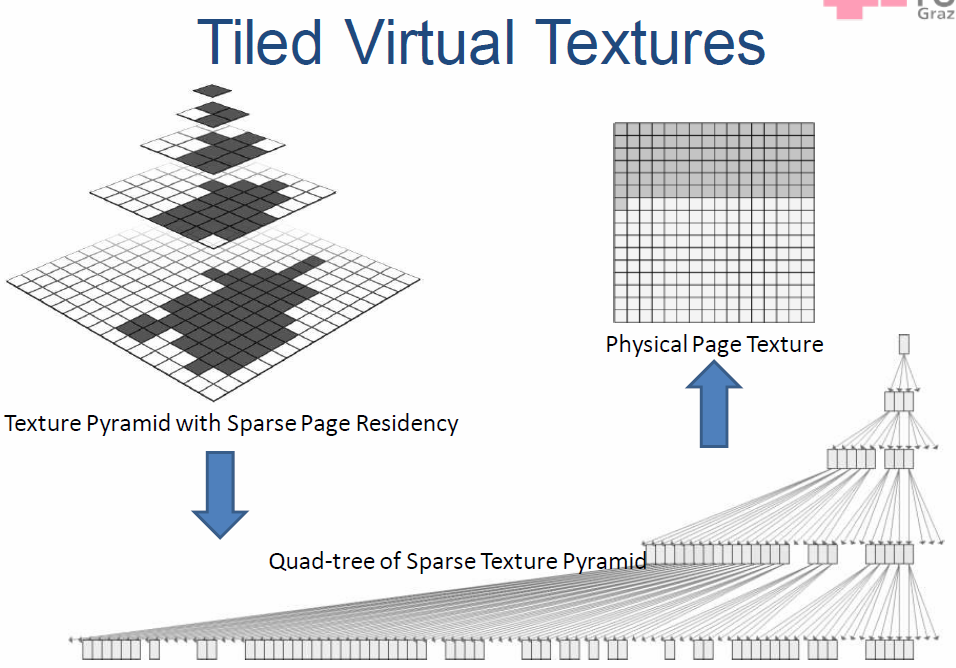 Graz
Tiled Virtual Textures
Physical Page Texture
Texture Pyramid with Sparse Page Residency
Quad-tree of Sparse Texture Pyramid